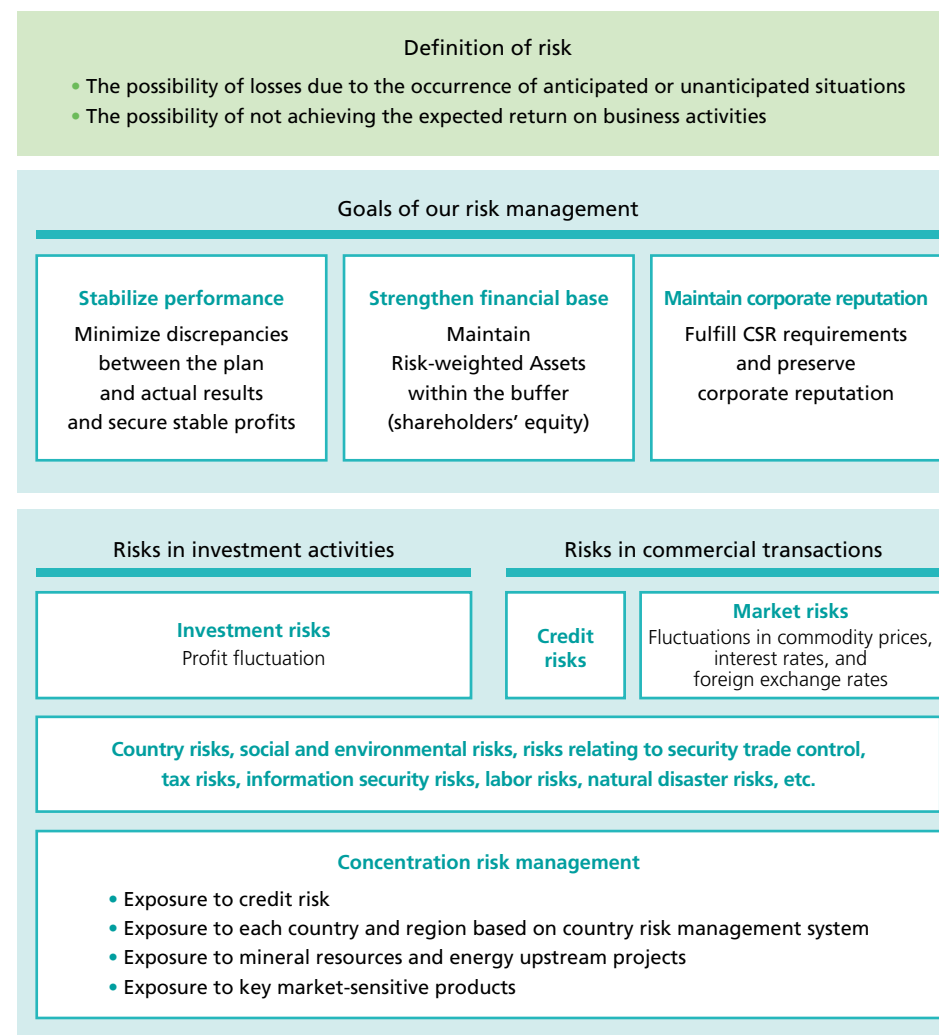 Definition of risk
• The possibility of losses due to the occurrence of anticipated or unanticipated situations
• The possibility of not achieving the expected return on business activities
Goals of our risk management
Stabilize performance
Minimize discrepancies
between the plan
and actual results
and secure stable profits
Strengthen financial base
Maintain
Risk-weighted Assets
within the buffer
(shareholders’ equity)
Maintain corporate reputation
Fulfill CSR requirements
and preserve
corporate reputation
Risks in investment activities
Investment risks
Profit fluctuation
Risks in commercial transactions
Credit
risks
Market risks
Fluctuations in commodity prices,
interest rates, and
foreign exchange rates
Country risks, social and environmental risks, risks relating to security trade control,
tax risks, information security risks, labor risks, natural disaster risks, etc.
Concentration risk management
• Exposure to credit risk
• Exposure to each country and region based on country risk management system
• Exposure to mineral resources and energy upstream projects
• Exposure to key market-sensitive products